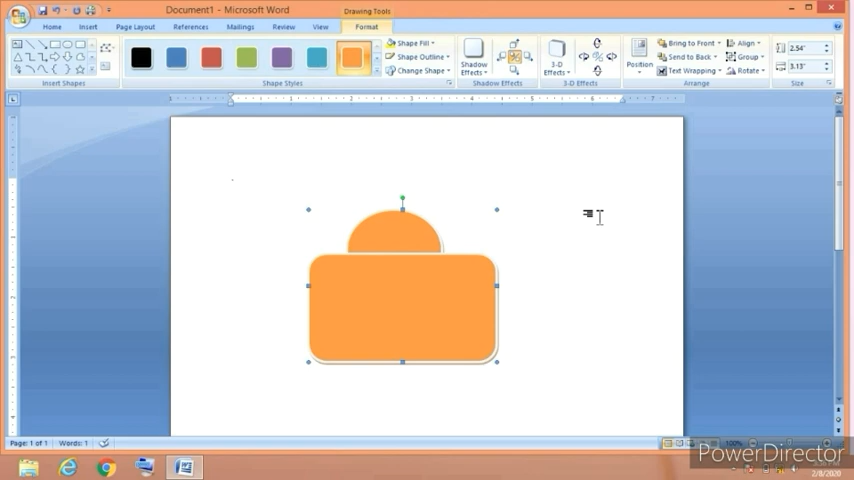 Document1 - Microsoft Word
Drawing Tools
Home Insert Page Layout References Mailings Review View Format
Shape Fill
Shape Outline
Change Shape
Shadow Effects
3-D Effects
Position
Bring to Front
Send to Back
Text Wrapping
Align
Group
Rotate
2.54"
3.13"
Insert Shapes Shape Styles Shadow Effects 3-D Effects Arrange Size
Page: 1 of 1 Words: 1
100%
PowerDirector
2/8/2020